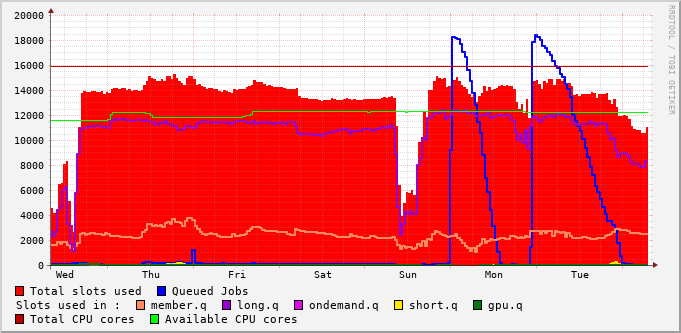 20000
18000
16000
14000
12000
10000
8000
6000
4000
2000
0
Wed Thu Fri Sat Sun Mon Tue
Total slots used Queued Jobs
Slots used in : member.q long.q ondemand.q short.q gpu.q
Total CPU cores Available CPU cores
RRDTOOL / TOBI OETIKER